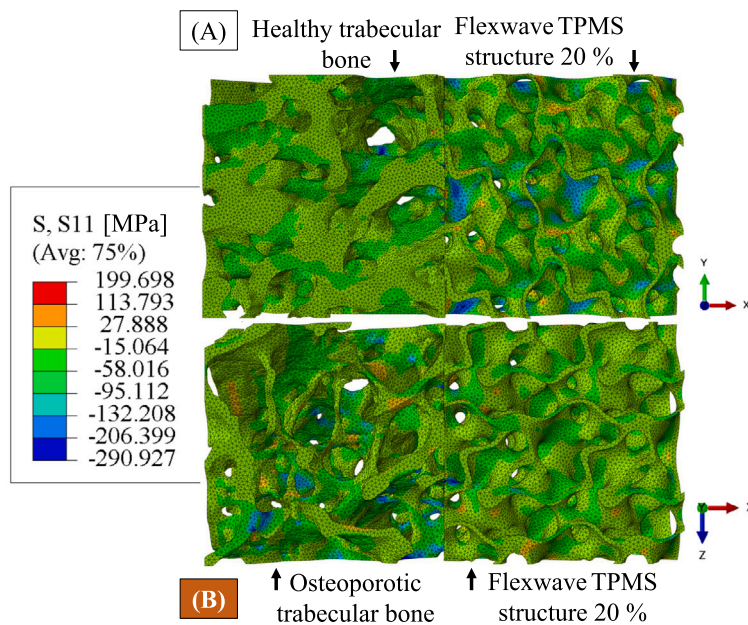 (A)
Healthy trabecular
bone
Flexwave TPMS
structure 20 %
S, S11 [MPa]
(Avg: 75%)
199.698
113.793
27.888
-15.064
-58.016
-95.112
-132.208
-206.399
-290.927
Y
X
Y
X
Z
(B)
Osteoporotic
trabecular bone
Flexwave TPMS
structure 20 %